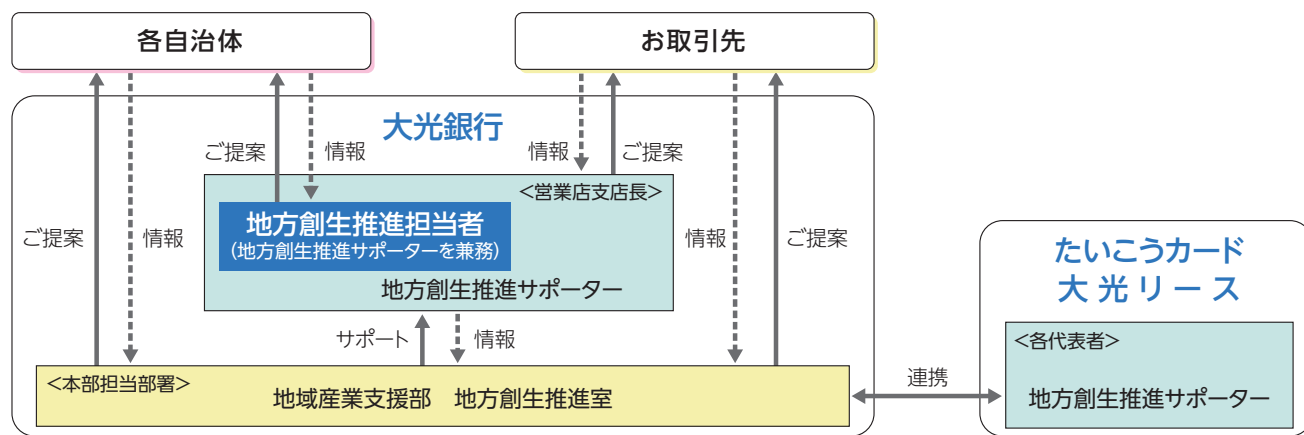 各自治体
お取引先
大光銀行
ご提案
情報
情報
ご提案
<営業店支店長>
地方創生推進担当者
(地方創生推進サポーターを兼務)
地方創生推進サポーター
ご提案
情報
情報
ご提案
サポート
情報
<本部担当部署>
地域産業支援部　地方創生推進室
連携
たいこうカード
大光リース
<各代表者>
地方創生推進サポーター